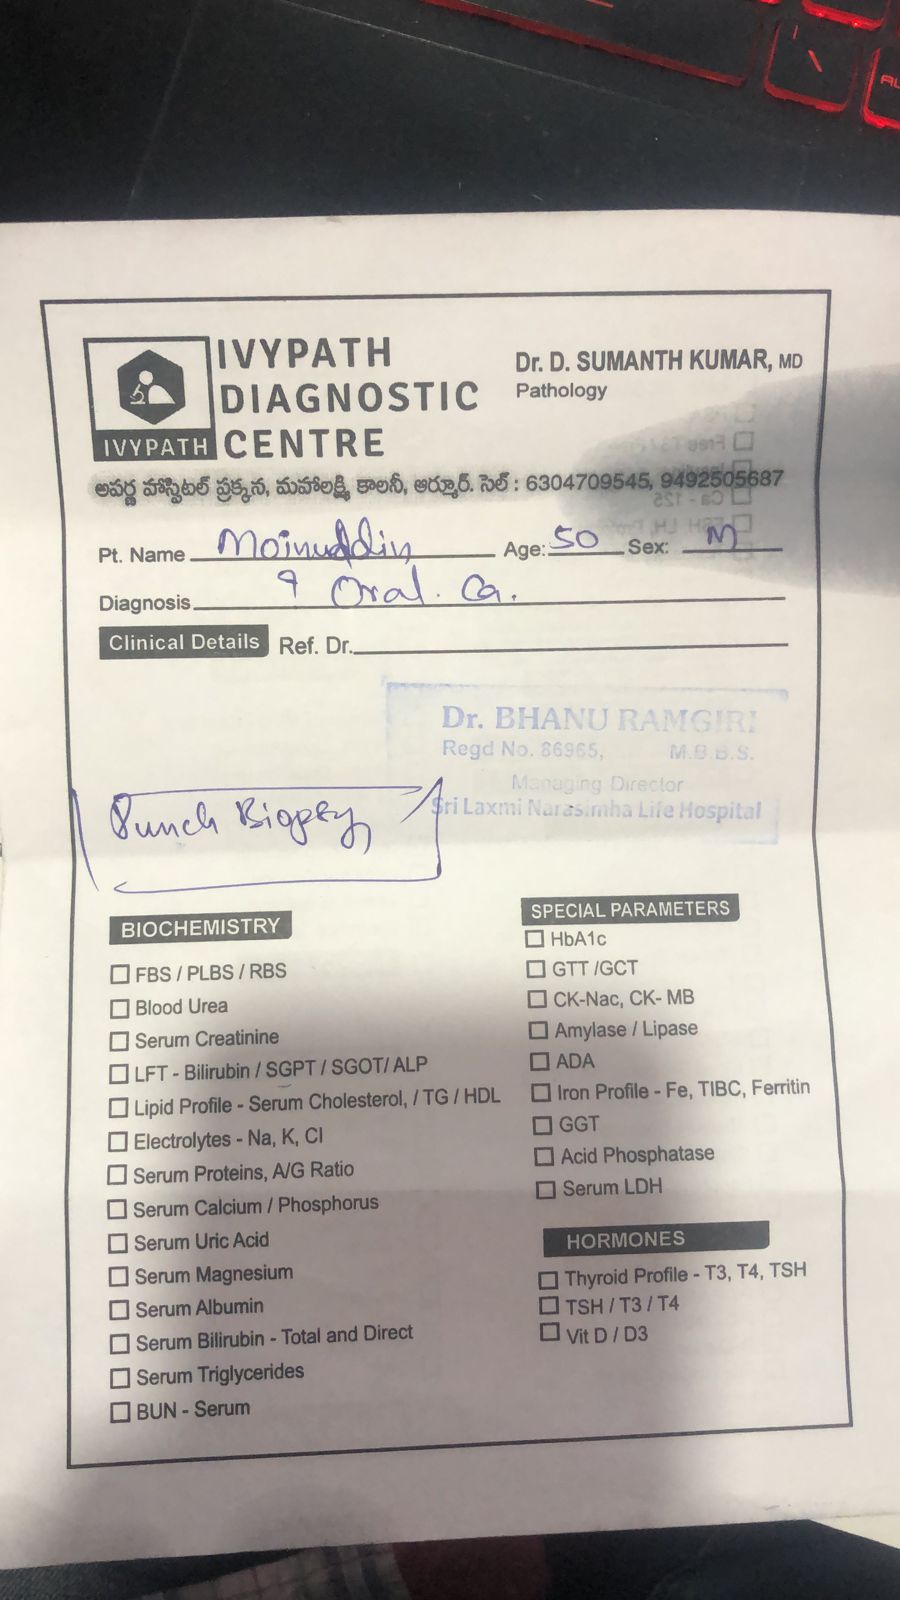 IVYPATH
DIAGNOSTIC
CENTRE
IVYPATH
Dr. D. SUMANTH KUMAR, MD
Pathology
అపర్ణ హాస్పిటల్ ప్రక్కన, మహాలక్ష్మి కాలనీ, ఆర్మూర్. సెల్ : 6304709545, 9492505687
Pt. Name Moinuddin Age: 50 Sex: M
Diagnosis ? Oral. Ca.
Clinical Details Ref. Dr.
Dr. BHANU RAMGIRI
Regd No. 86965, M.B.B.S.
Managing Director
Sri Laxmi Narasimha Life Hospital
Punch Biopsy
BIOCHEMISTRY
FBS / PLBS / RBS
Blood Urea
Serum Creatinine
LFT - Bilirubin / SGPT / SGOT/ ALP
Lipid Profile - Serum Cholesterol, / TG / HDL
Electrolytes - Na, K, Cl
Serum Proteins, A/G Ratio
Serum Calcium / Phosphorus
Serum Uric Acid
Serum Magnesium
Serum Albumin
Serum Bilirubin - Total and Direct
Serum Triglycerides
BUN - Serum
SPECIAL PARAMETERS
HbA1c
GTT /GCT
CK-Nac, CK- MB
Amylase / Lipase
ADA
Iron Profile - Fe, TIBC, Ferritin
GGT
Acid Phosphatase
Serum LDH
HORMONES
Thyroid Profile - T3, T4, TSH
TSH / T3 / T4
Vit D / D3